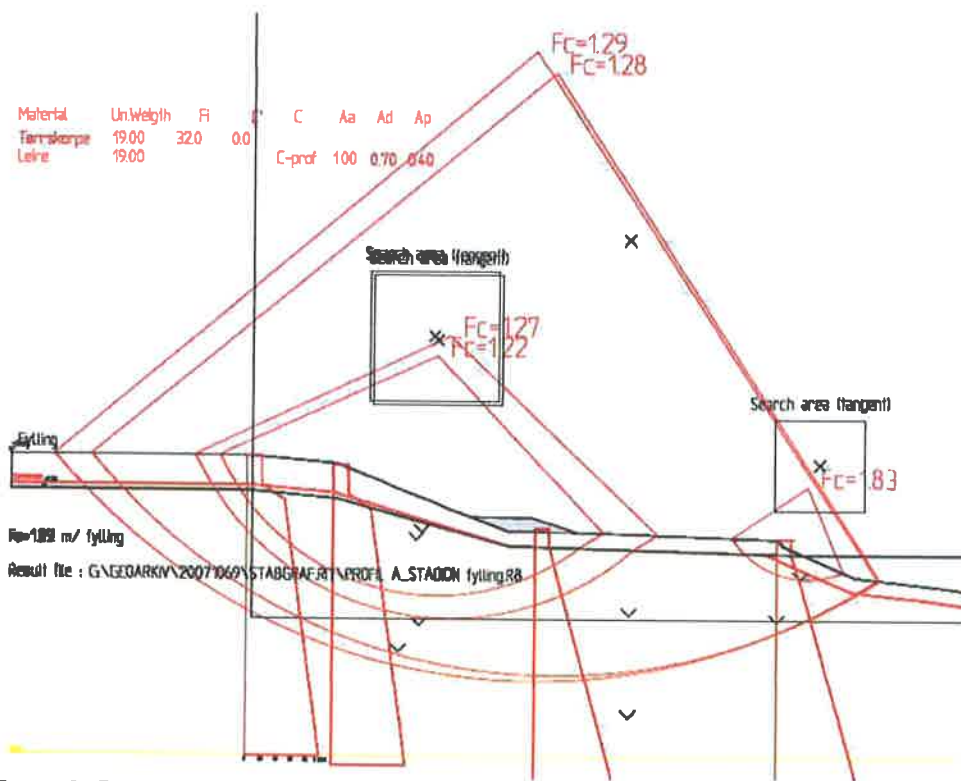 Fc=1.29
Fc=1.28
Material Un.Weigth Fi C Aa Ad Ap
Tørrskorpe 19.00 32.0 0.0
Leire 19.00 C-prof 1.00 0.70 0.40
Search area (tangent)
Fc=1.27
Fc=1.22
Search area (tangent)
Fylling
Fc=1.83
m/ fylling
Result file : G:\GEOARKIV\2007\069\STABGRAF.RIT\PROFIL A_STADION fylling.R8